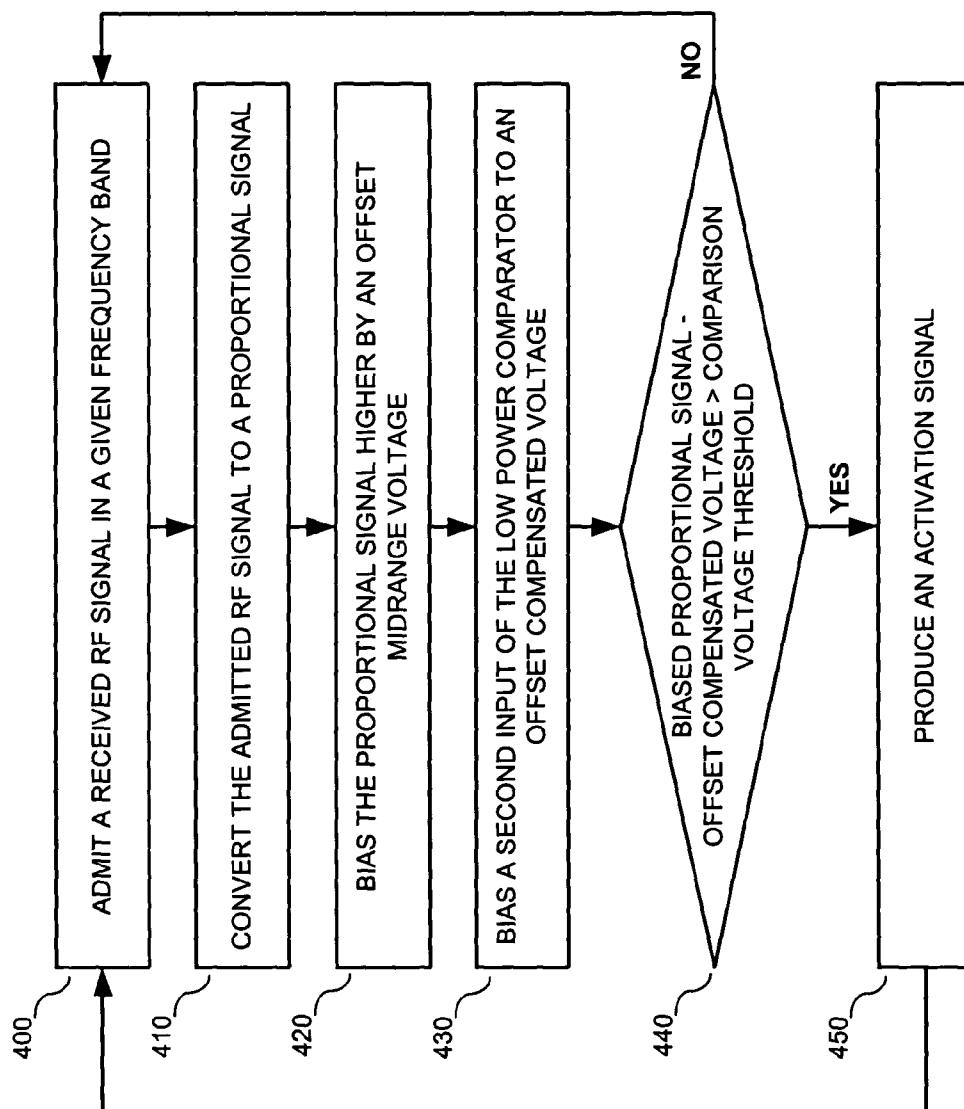 400
ADMIT A RECEIVED RF SIGNAL IN A GIVEN FREQUENCY BAND
410
CONVERT THE ADMITTED RF SIGNAL TO A PROPORTIONAL SIGNAL
420
BIAS THE PROPORTIONAL SIGNAL HIGHER BY AN OFFSET
MIDRANGE VOLTAGE
430
BIAS A SECOND INPUT OF THE LOW POWER COMPARATOR TO AN
OFFSET COMPENSATED VOLTAGE
440
BIASED PROPORTIONAL SIGNAL -
OFFSET COMPENSATED VOLTAGE > COMPARISON
VOLTAGE THRESHOLD
NO
YES
450
PRODUCE AN ACTIVATION SIGNAL